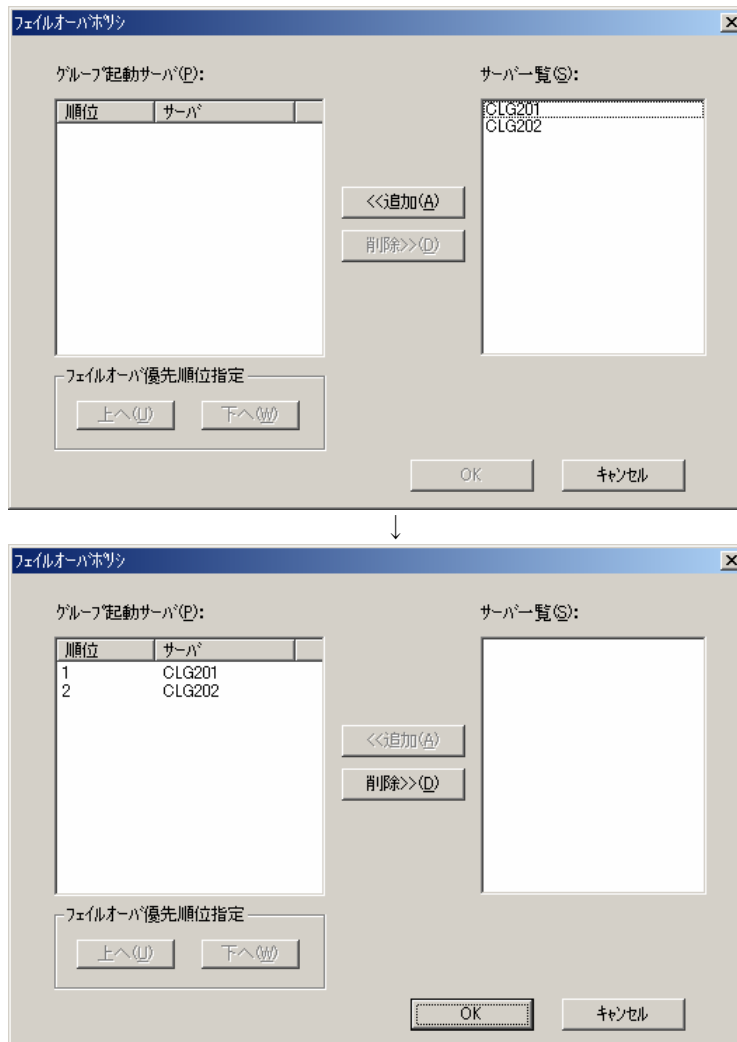 フェイルオーバポリシ
グループ起動サーバ(P):
サーバ一覧(S):
順位 サーバ
CLG201
CLG202
<<追加(A)
削除>>(D)
フェイルオーバ優先順位指定
上へ(U) 下へ(W)
OK キャンセル
↓
フェイルオーバポリシ
グループ起動サーバ(P):
サーバ一覧(S):
順位 サーバ
1 CLG201
2 CLG202
<<追加(A)
削除>>(D)
フェイルオーバ優先順位指定
上へ(U) 下へ(W)
OK キャンセル